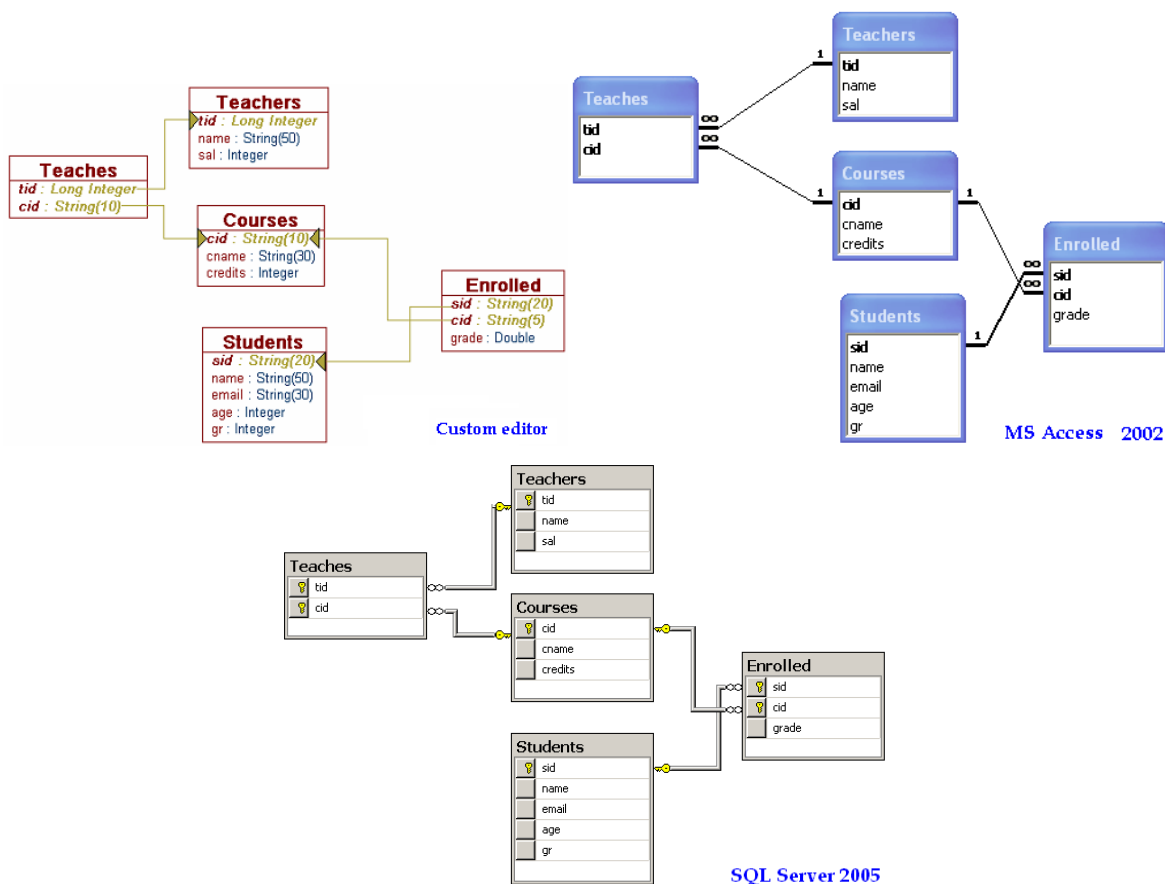 Teachers
tid : Long Integer
name : String(50)
sal : Integer
Teaches
tid : Long Integer
cid : String(10)
Courses
cid : String(10)
cname : String(30)
credits : Integer
Enrolled
sid : String(20)
cid : String(5)
grade : Double
Students
sid : String(20)
name : String(50)
email : String(30)
age : Integer
gr : Integer
Custom editor
Teachers
tid
name
sal
1
Teaches
tid
cid
∞
∞
Courses
cid
cname
credits
1
1
Enrolled
sid
cid
grade
∞
∞
Students
sid
name
email
age
gr
1
MS Access 2002
Teachers
tid
name
sal
Teaches
tid
cid
∞
∞
Courses
cid
cname
credits
Enrolled
sid
cid
grade
∞
∞
Students
sid
name
email
age
gr
SQL Server 2005